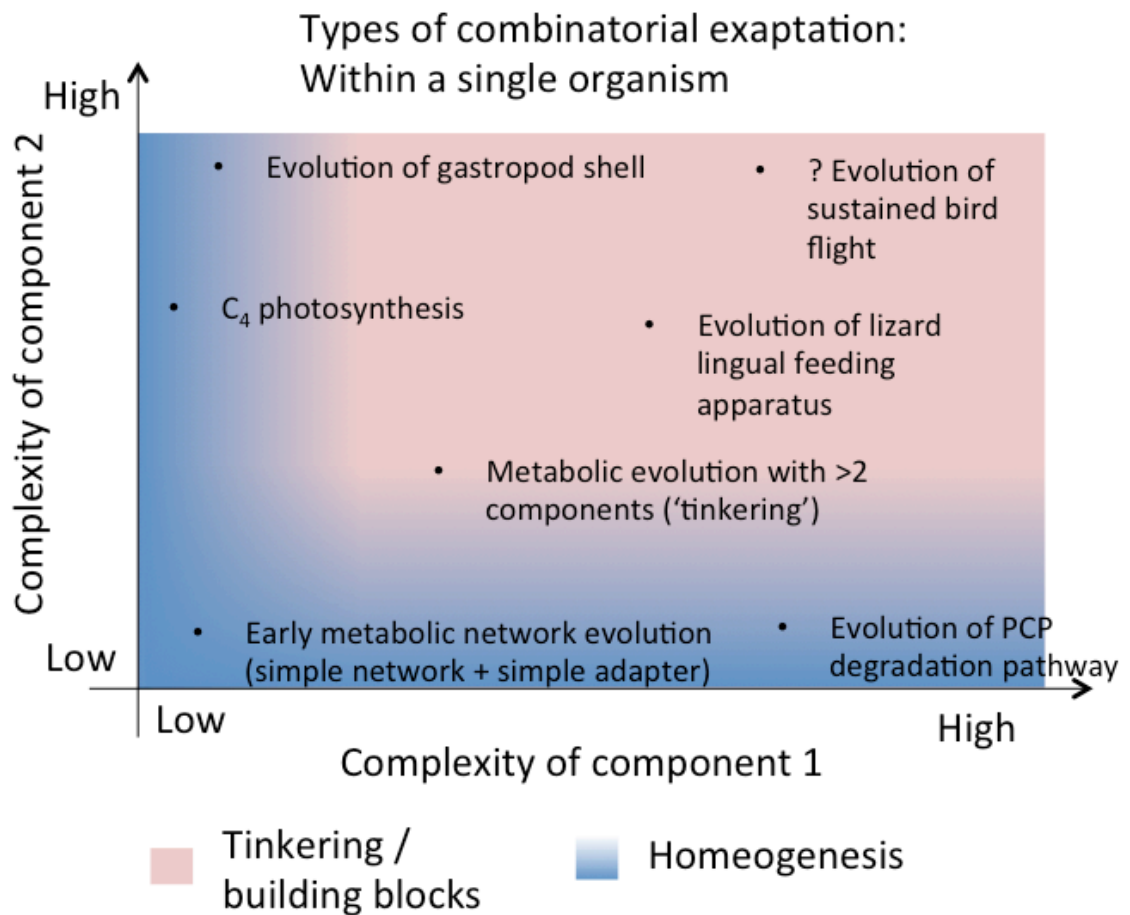 Types of combinatorial exaptation:
Within a single organism
High
Complexity of component 2
• Evolution of gastropod shell
• ? Evolution of
sustained bird
flight
• C₄ photosynthesis
• Evolution of lizard
lingual feeding
apparatus
• Metabolic evolution with >2
components (‘tinkering’)
• Early metabolic network evolution
(simple network + simple adapter)
• Evolution of PCP
degradation pathway
Low
Low
High
Complexity of component 1
Tinkering /
building blocks
Homeogenesis